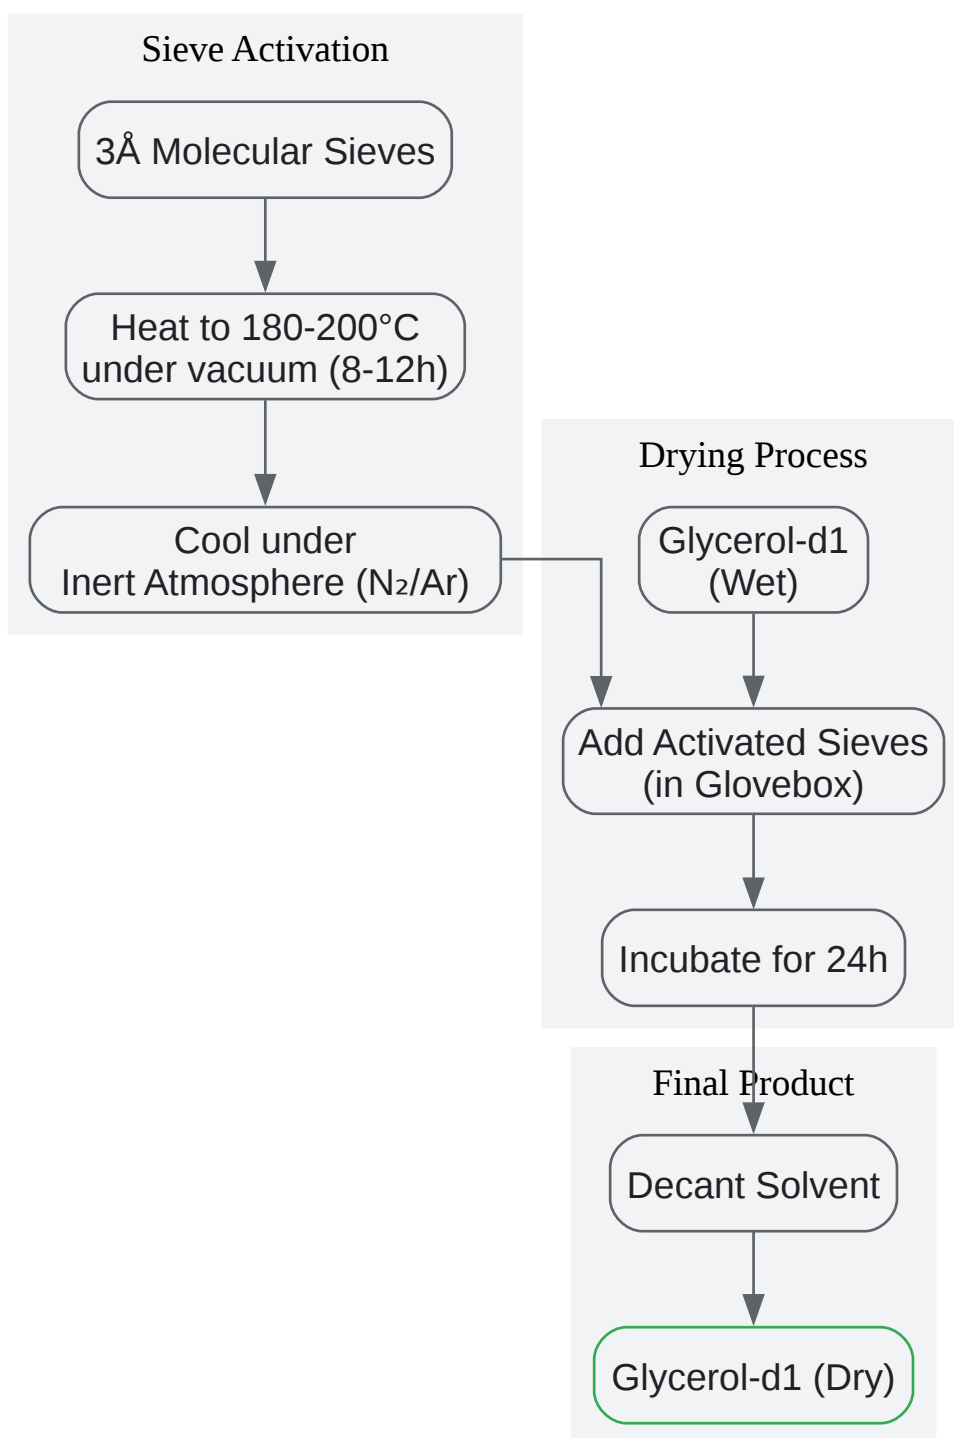 Sieve Activation
3Å Molecular Sieves
Heat to 180-200°C
under vacuum (8-12h)
Cool under
Inert Atmosphere (N₂/Ar)
Drying Process
Glycerol-d1
(Wet)
Add Activated Sieves
(in Glovebox)
Incubate for 24h
Final Product
Decant Solvent
Glycerol-d1 (Dry)